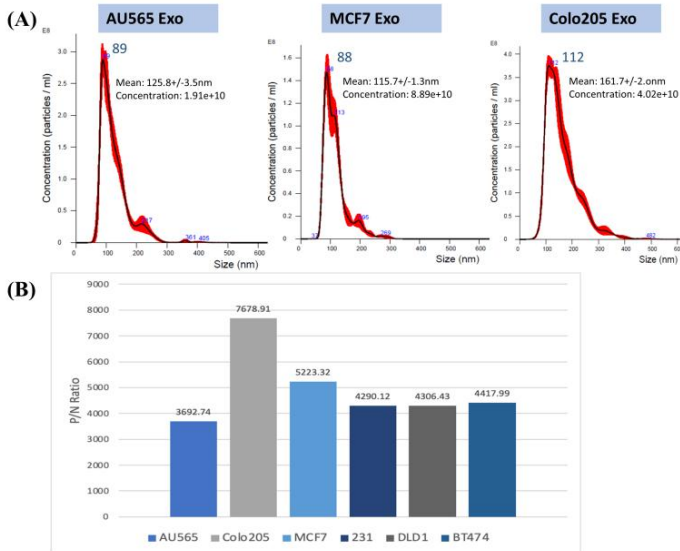 (A)
AU565 Exo
MCF7 Exo
Colo205 Exo
E8
89
Mean: 125.8+/-3.5nm
Concentration: 1.91e+10
Concentration (particles / ml)
3.0
2.5
2.0
1.5
1.0
0.5
0
361
405
0 100 200 300 400 500 600
Size (nm)
E8
88
Mean: 115.7+/-1.3nm
Concentration: 8.89e+10
Concentration (particles / ml)
1.6
1.4
1.2
1.0
0.8
0.6
0.4
0.2
0
269
0 100 200 300 400 500 600
Size (nm)
E8
112
Mean: 161.7+/-2.onm
Concentration: 4.02e+10
Concentration (particles / ml)
4.0
3.5
3.0
2.5
2.0
1.5
1.0
0.5
0
482
0 100 200 300 400 500 600
Size (nm)
(B)
P/N Ratio
9000
8000
7000
6000
5000
4000
3000
2000
1000
0
3692.74
7678.91
5223.32
4290.12
4306.43
4417.99
AU565 Colo205 MCF7 231 DLD1 BT474